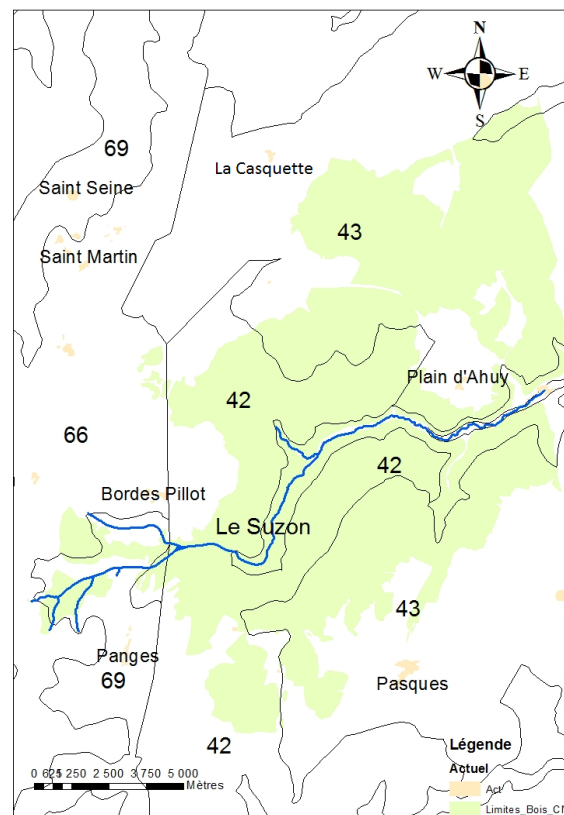 N
W E
S
69
La Casquette
Saint Seine
43
Saint Martin
Plain d'Ahuy
42
66
42
Bordes Pillot
Le Suzon
43
Panges
69
Pasques
42
Légende
Actuel
0 625 1 250 2 500 3 750 5 000
Mètres
Act
Limites_Bois_CN